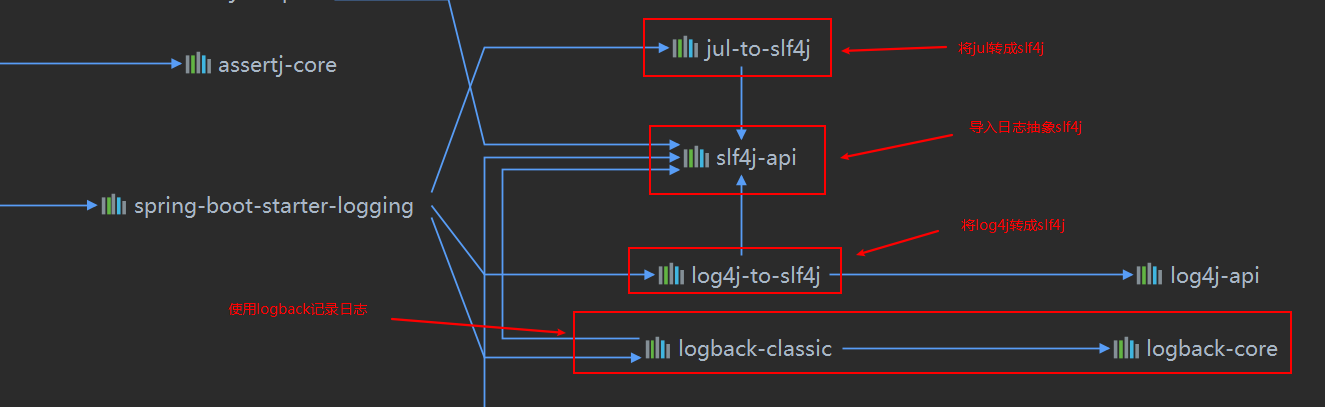 jul-to-slf4j
将jul转成slf4j
assertj-core
导入日志抽象slf4j
slf4j-api
spring-boot-starter-logging
将log4j转成slf4j
log4j-to-slf4j
log4j-api
使用logback记录日志
logback-classic
logback-core